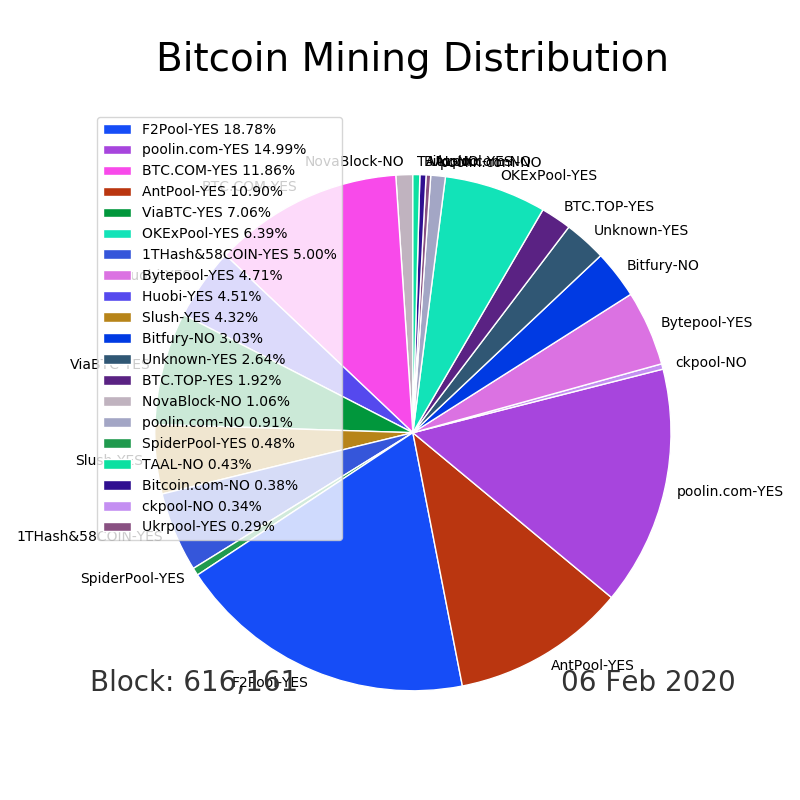 Bitcoin Mining Distribution
F2Pool-YES 18.78%
poolin.com-YES 14.99%
BTC.COM-YES 11.86%
AntPool-YES 10.90%
ViaBTC-YES 7.06%
OKExPool-YES 6.39%
1THash&58COIN-YES 5.00%
Bytepool-YES 4.71%
Huobi-YES 4.51%
Slush-YES 4.32%
Bitfury-NO 3.03%
Unknown-YES 2.64%
BTC.TOP-YES 1.92%
NovaBlock-NO 1.06%
poolin.com-NO 0.91%
SpiderPool-YES 0.48%
TAAL-NO 0.43%
Bitcoin.com-NO 0.38%
ckpool-NO 0.34%
Ukrpool-YES 0.29%
NovaBlock-NO
poolin.com-NO
OKExPool-YES
BTC.TOP-YES
Unknown-YES
Bitfury-NO
Bytepool-YES
ckpool-NO
poolin.com-YES
AntPool-YES
F2Pool-YES
SpiderPool-YES
1THash&58COIN-YES
Slush-YES
ViaBTC-YES
BTC.COM-YES
Block: 616,161
06 Feb 2020